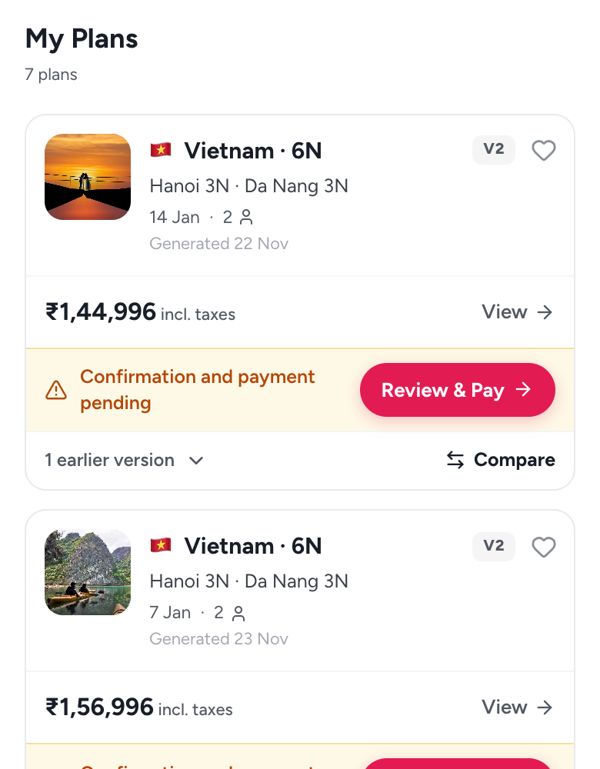 My Plans
7 plans
Vietnam · 6N
V2
Hanoi 3N · Da Nang 3N
14 Jan · 2
Generated 22 Nov
₹1,44,996 incl. taxes
View →
Confirmation and payment
pending
Review & Pay →
1 earlier version
Compare
Vietnam · 6N
V2
Hanoi 3N · Da Nang 3N
7 Jan · 2
Generated 23 Nov
₹1,56,996 incl. taxes
View →